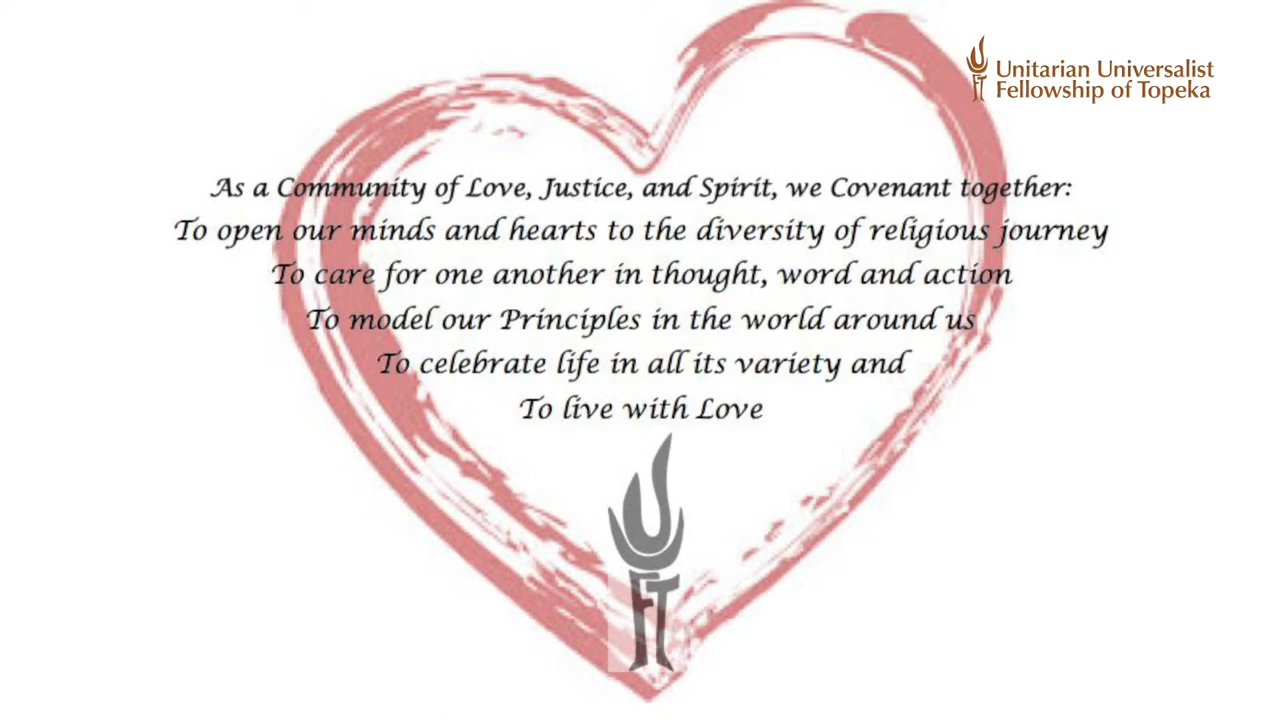 Unitarian Universalist
Fellowship of Topeka
As a Community of Love, Justice, and Spirit, we Covenant together:
To open our minds and hearts to the diversity of religious journey
To care for one another in thought, word and action
To model our Principles in the world around us
To celebrate life in all its variety and
To live with Love
FT